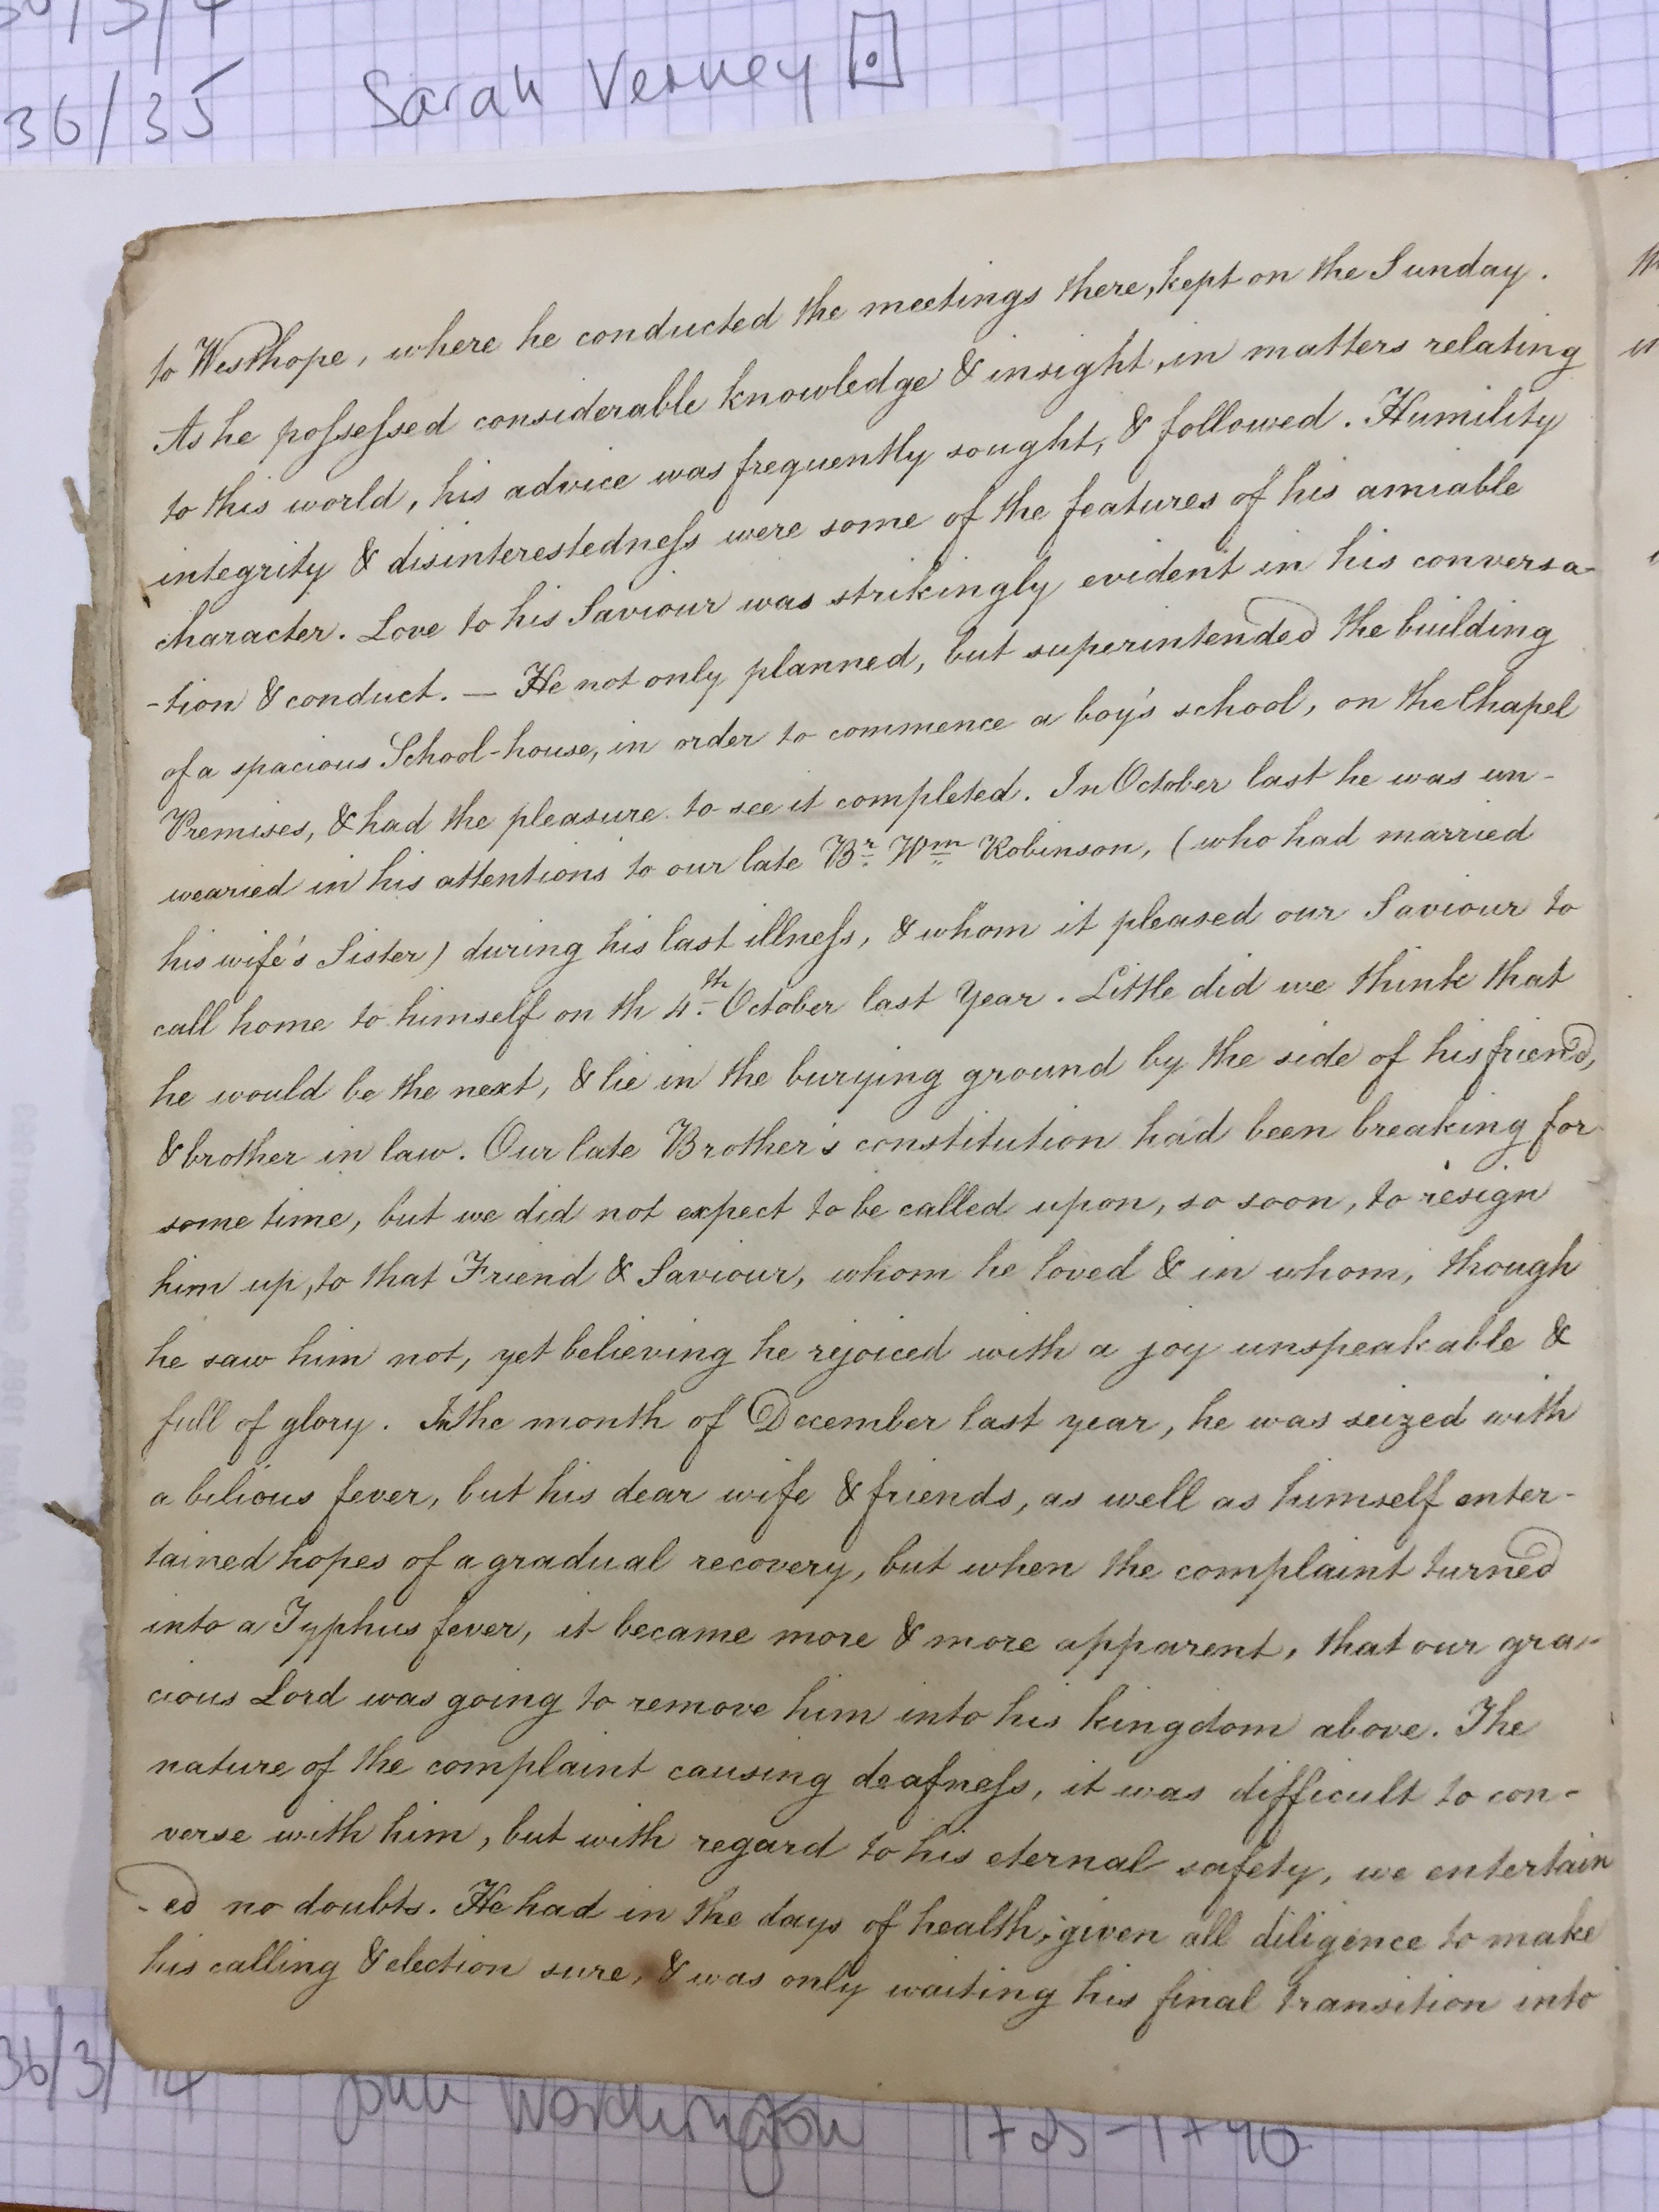 36/35 Sarah Verney
to Westhope, where he conducted the meetings there, kept on the Sunday.
As he poſseſsed considerable knowledge & insight, in matters relating
to this world, his advice was frequently sought, & followed. Humility
integrity & disinterestedneſs were some of the features of his amiable
character. Love to his Saviour was strikingly evident in his conversa-
-tion & conduct. — He not only planned, but superintended the building
of a spacious School-house, in order to commence a boy's school, on the Chapel
Premises, & had the pleasure to see it completed. In October last he was un-
wearied in his attentions to our late Br. Wm Robinson, (who had married
his wife's Sister) during his last illneſs, & whom it pleased our Saviour to
call home to himself on th 4th October last Year. Little did we think that
he would be the next, & lie in the burying ground by the side of his friend,
& brother in law. Our late Brother's constitution had been breaking for
some time, but we did not expect to be called upon, so soon, to resign
him up, to that Friend & Saviour, whom he loved & in whom, though
he saw him not, yet believing he rejoiced with a joy unspeakable &
full of glory. In the month of December last year, he was seized with
a bilious fever, but his dear wife & friends, as well as himself enter-
tained hopes of a gradual recovery, but when the complaint turned
into a Typhus fever, it became more & more apparent, that our gra-
cious Lord was going to remove him into his kingdom above. The
nature of the complaint causing deafneſs, it was difficult to con-
verse with him, but with regard to his eternal safety, we entertain
-ed no doubts. He had in the days of health, given all diligence to make
his calling & election sure, & was only waiting his final transition into
36/3/14 John Worthington 1725-1790